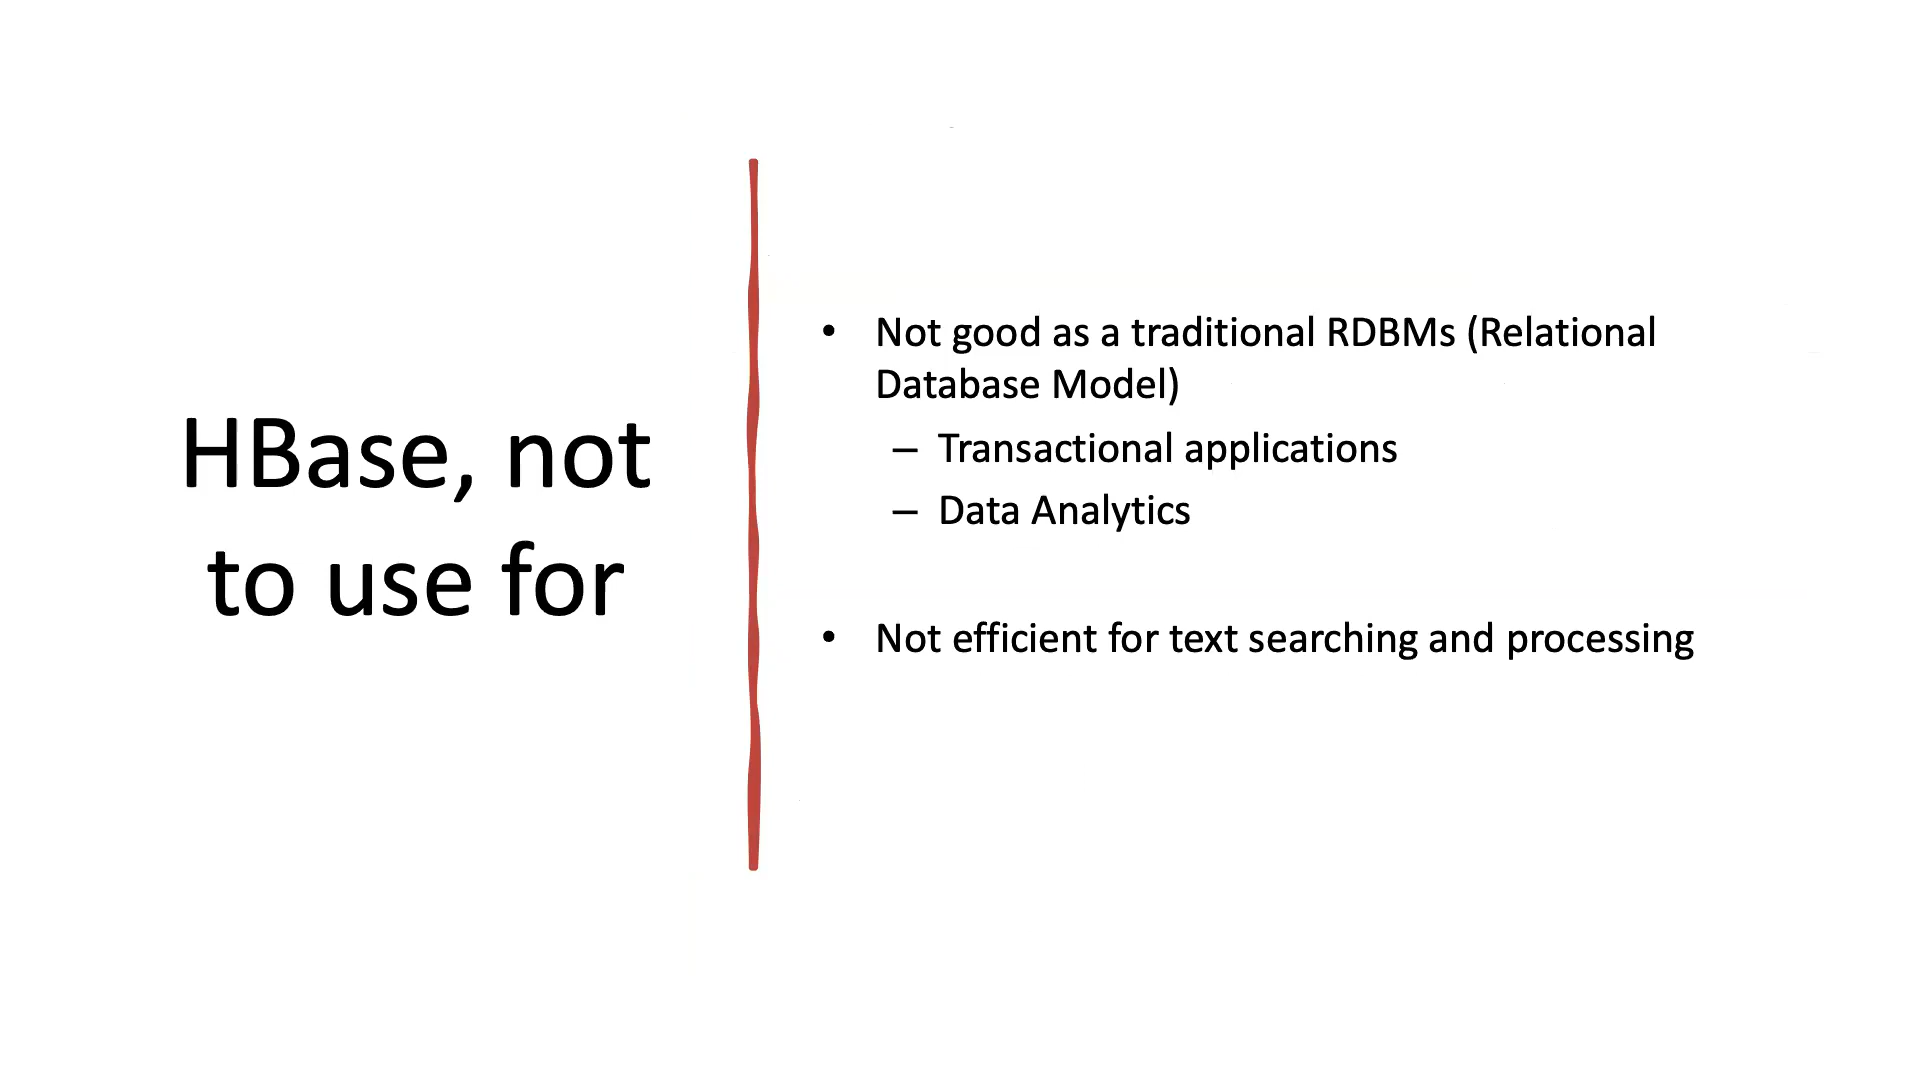 HBase, not
to use for
• Not good as a traditional RDBMs (Relational
Database Model)
– Transactional applications
– Data Analytics
• Not efficient for text searching and processing